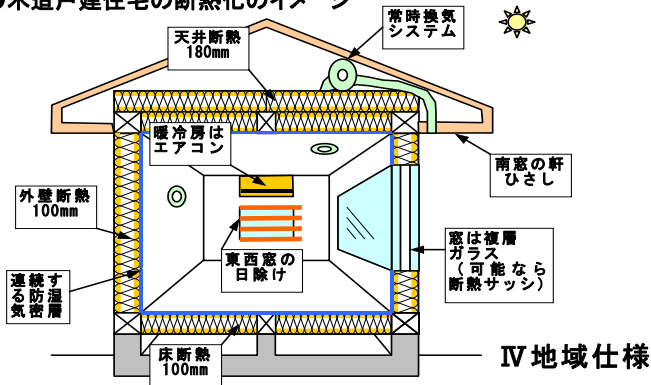 木造戸建住宅の断熱化のイメージ
常時換気
システム
天井断熱
180mm
暖冷房は
エアコン
南窓の軒
ひさし
外壁断熱
100mm
東西窓の
日除け
窓は複層
ガラス
(可能なら
断熱サッシ)
連続す
る防湿
気密層
床断熱
100mm
Ⅳ地域仕様